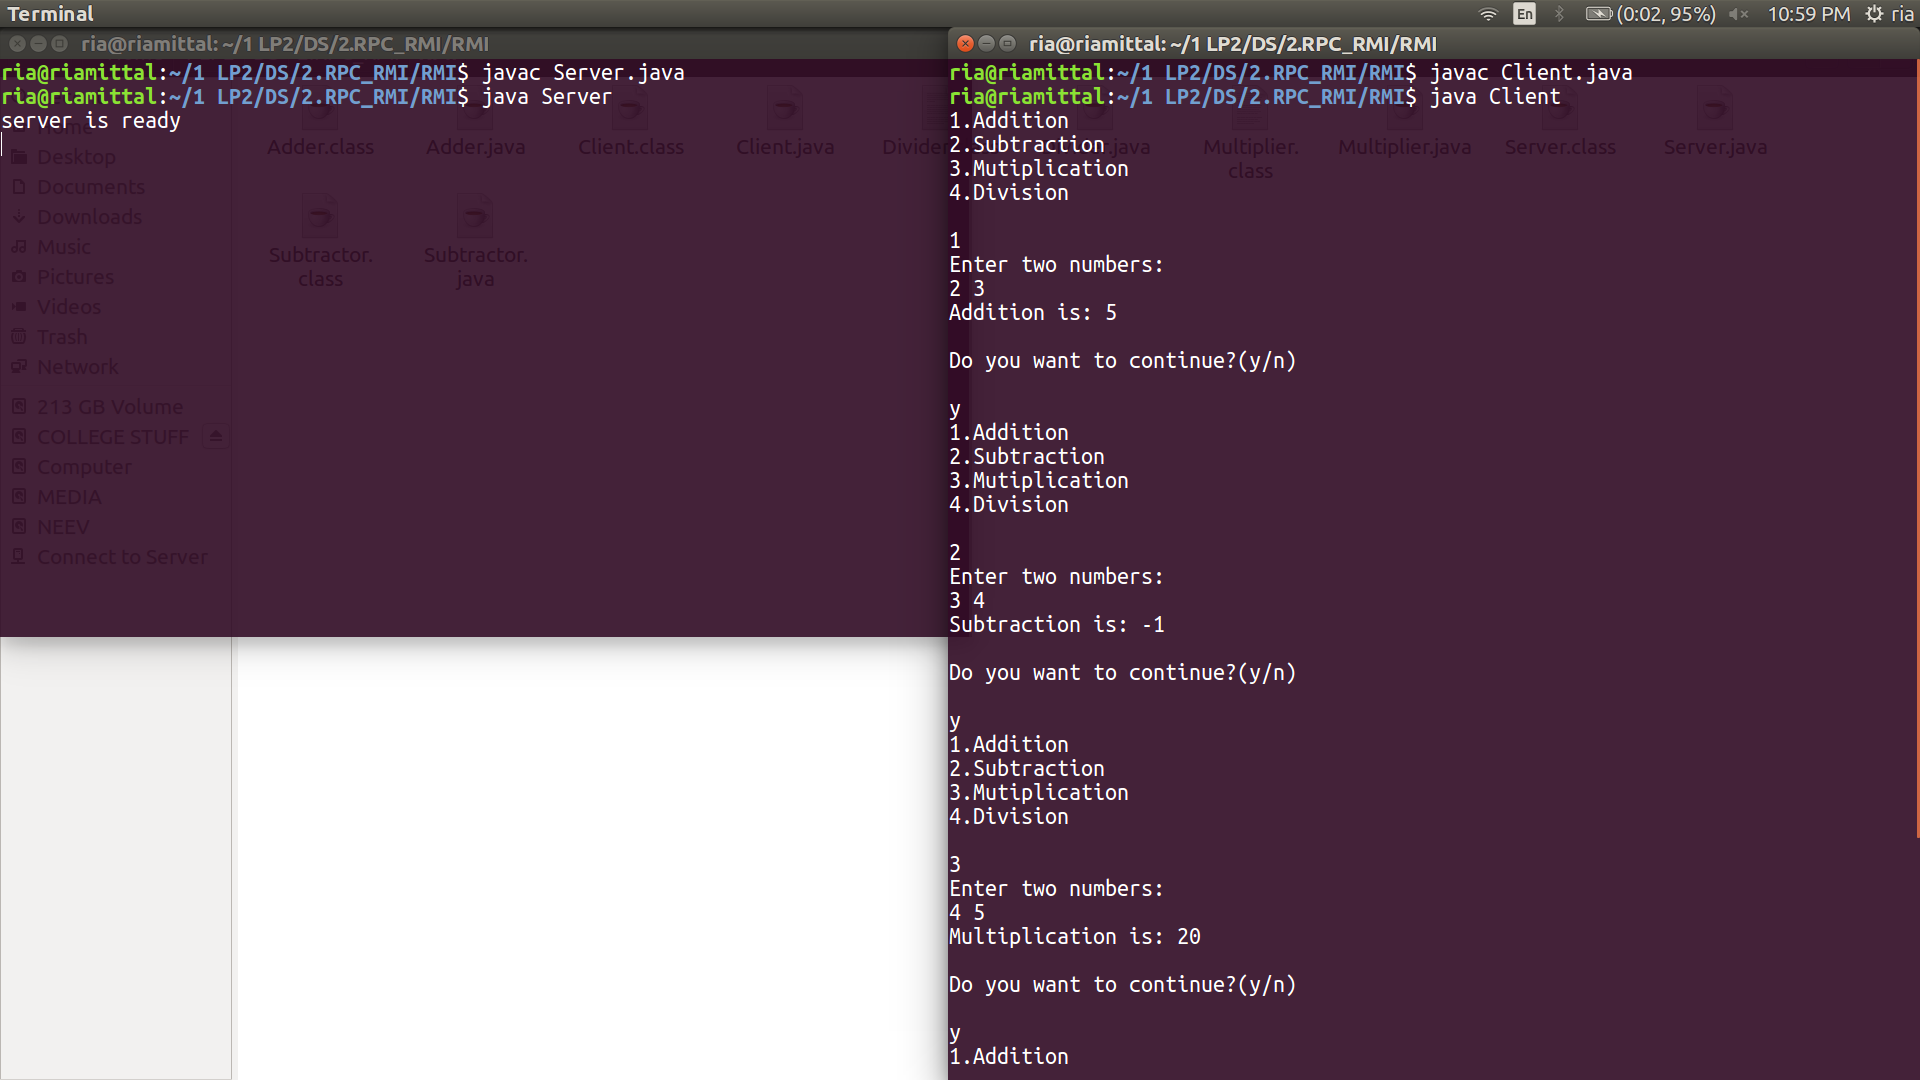 Terminal
En
(0:02, 95%)
10:59 PM
ria
ria@riamittal: ~/1 LP2/DS/2.RPC_RMI/RMI
ria@riamittal:~/1 LP2/DS/2.RPC_RMI/RMI$ javac Server.java
ria@riamittal:~/1 LP2/DS/2.RPC_RMI/RMI$ java Server
server is ready
Home
Desktop
Documents
Downloads
Music
Pictures
Videos
Trash
Network
213 GB Volume
COLLEGE STUFF
Computer
MEDIA
NEEV
Connect to Server
Adder.class
Adder.java
Client.class
Client.java
Multiplier.
class
Multiplier.java
Server.class
Server.java
Subtractor.
class
Subtractor.
java
ria@riamittal: ~/1 LP2/DS/2.RPC_RMI/RMI
ria@riamittal:~/1 LP2/DS/2.RPC_RMI/RMI$ javac Client.java
ria@riamittal:~/1 LP2/DS/2.RPC_RMI/RMI$ java Client
1.Addition
2.Subtraction
3.Mutiplication
4.Division
1
Enter two numbers:
2 3
Addition is: 5
Do you want to continue?(y/n)
y
1.Addition
2.Subtraction
3.Mutiplication
4.Division
2
Enter two numbers:
3 4
Subtraction is: -1
Do you want to continue?(y/n)
y
1.Addition
2.Subtraction
3.Mutiplication
4.Division
3
Enter two numbers:
4 5
Multiplication is: 20
Do you want to continue?(y/n)
y
1.Addition